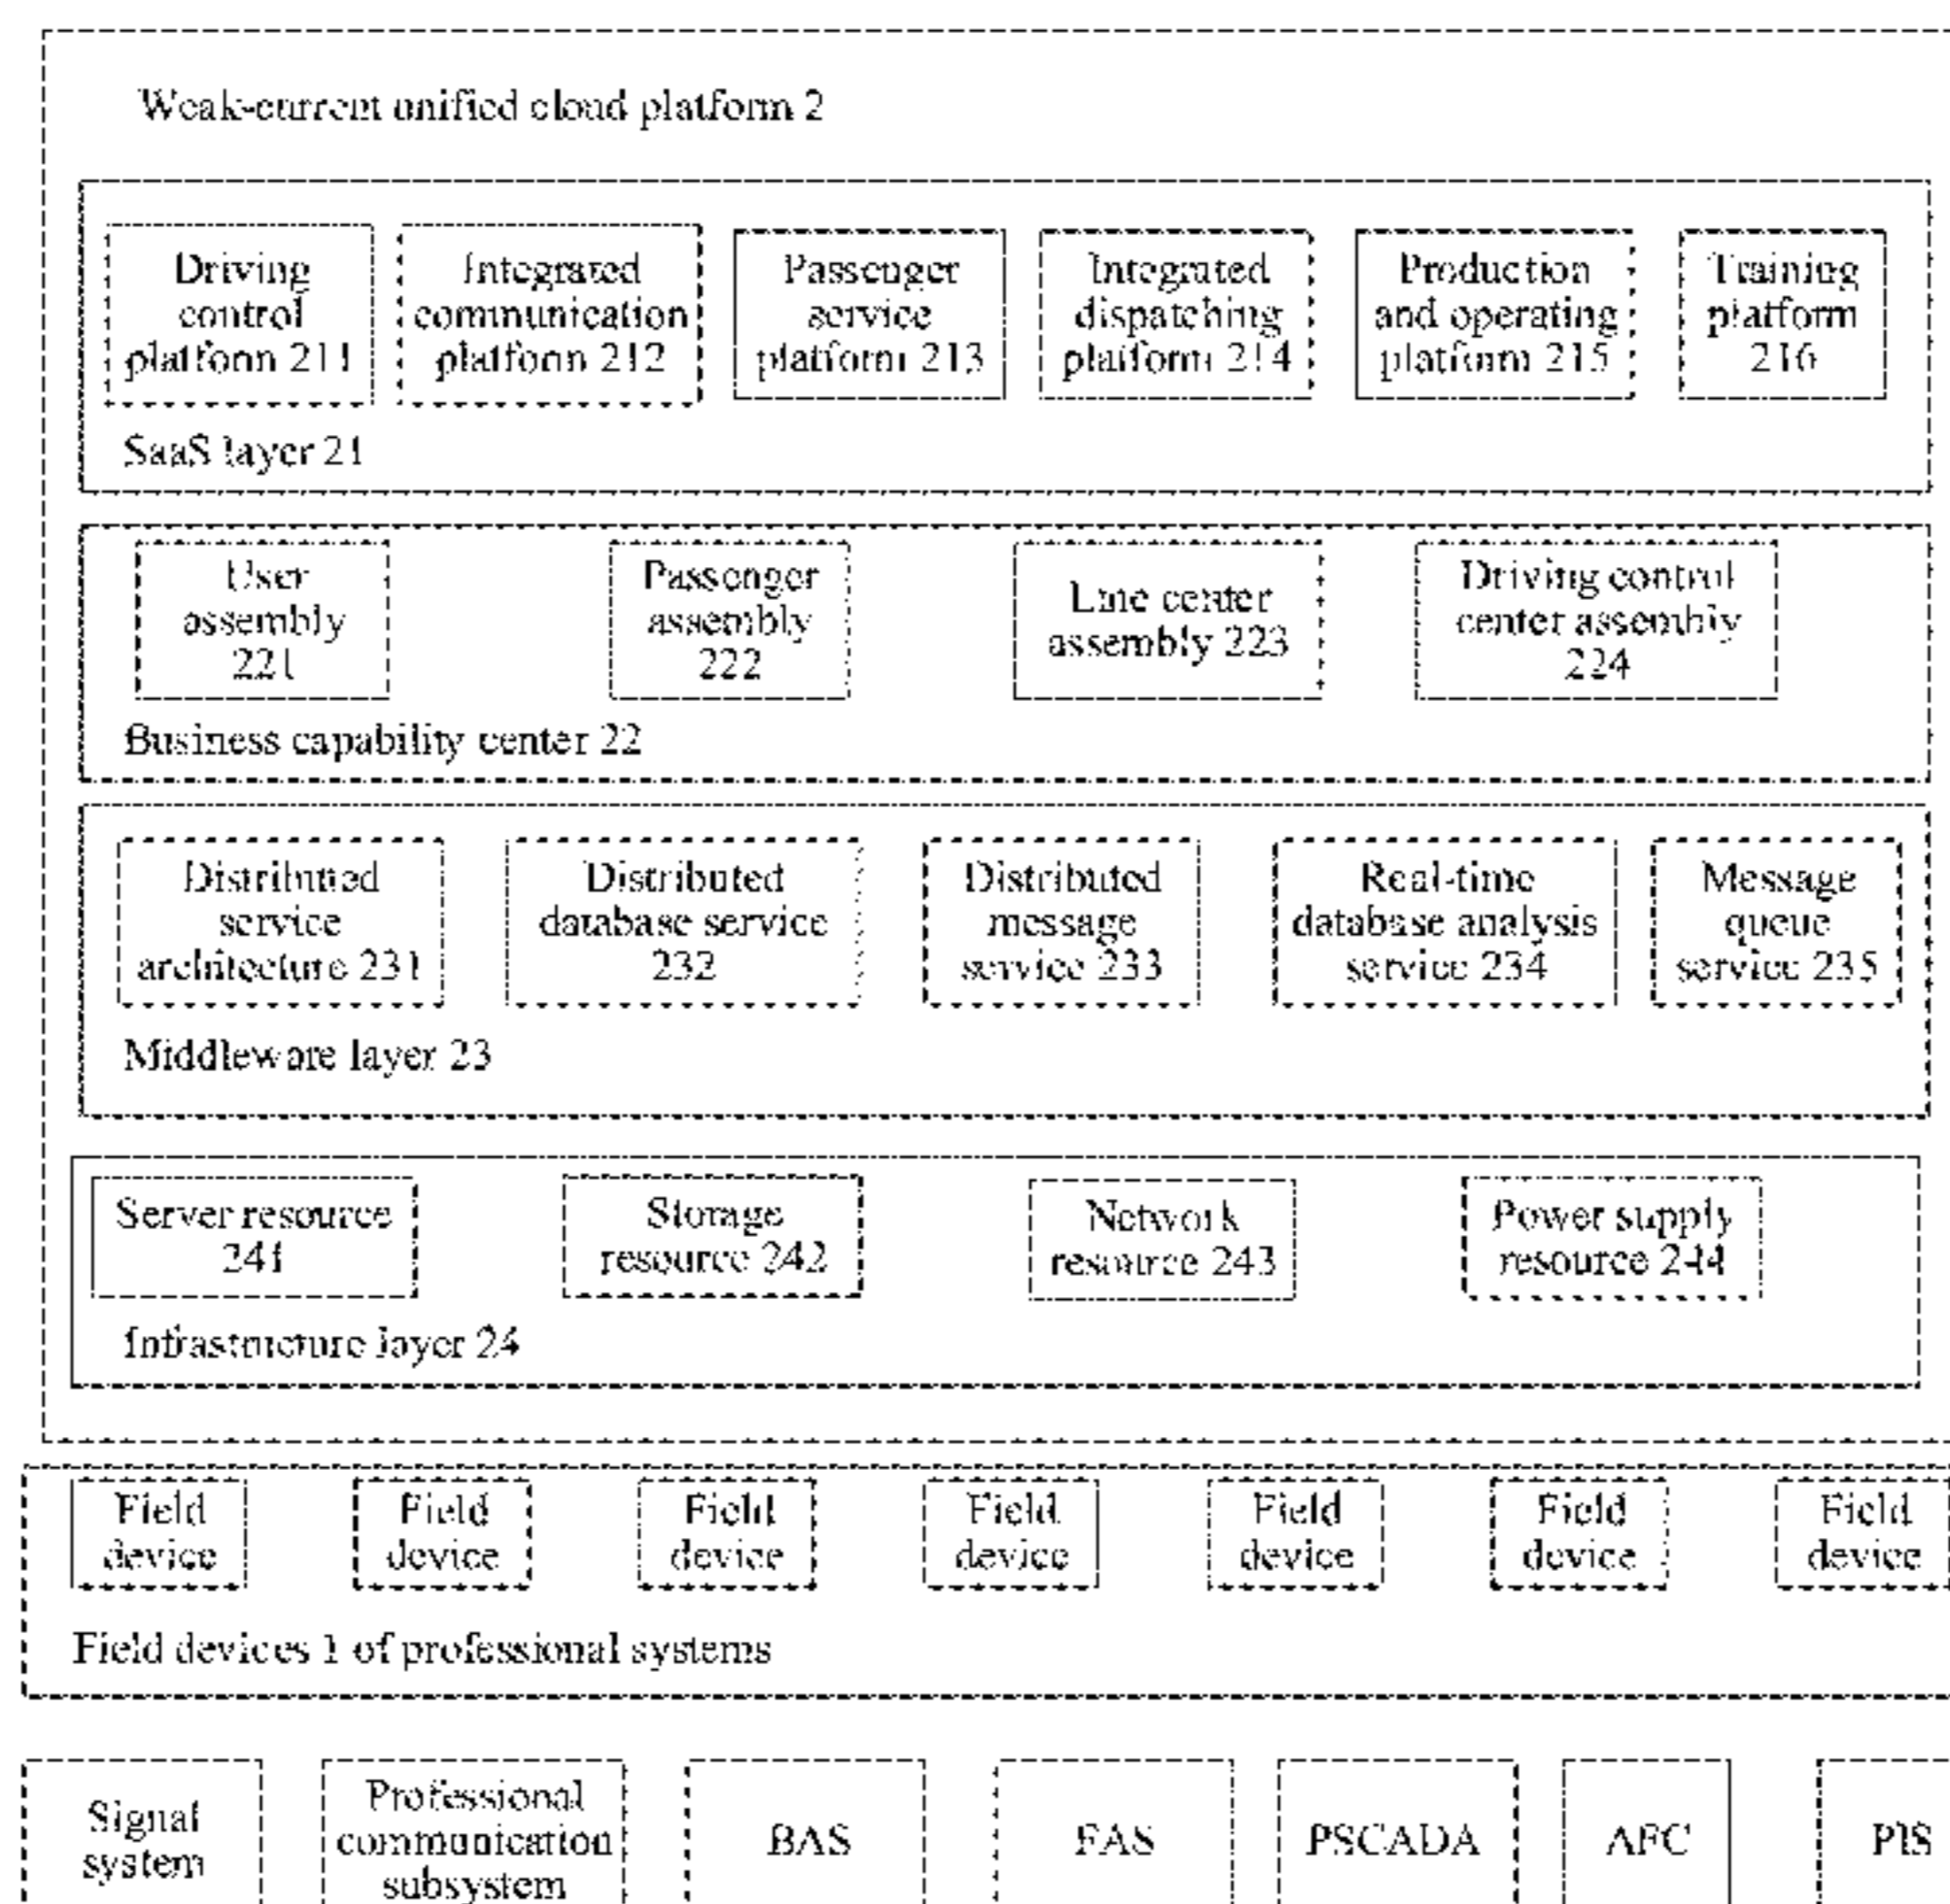 Weak-current unified cloud platform 2
Driving
control
platform 211
Integrated
communication
platform 212
Passenger
service
platform 213
Integrated
dispatching
platform 214
Production
and operating
platform 215
Training
platform
216
SaaS layer 21
User
assembly
221
Passenger
assembly
222
Line center
assembly 223
Driving control
center assembly
224
Business capability center 22
Distributed
service
architecture 231
Distributed
database service
232
Distributed
message
service 233
Real-time
database analysis
service 234
Message
queue
service 235
Middleware layer 23
Server resource
241
Storage
resource 242
Network
resource 243
Power supply
resource 244
Infrastructure layer 24
Field
device
Field
device
Field
device
Field
device
Field
device
Field
device
Field
device
Field devices 1 of professional systems
Signal
system
Professional
communication
subsystem
BAS
FAS
PSCADA
AFC
PIS